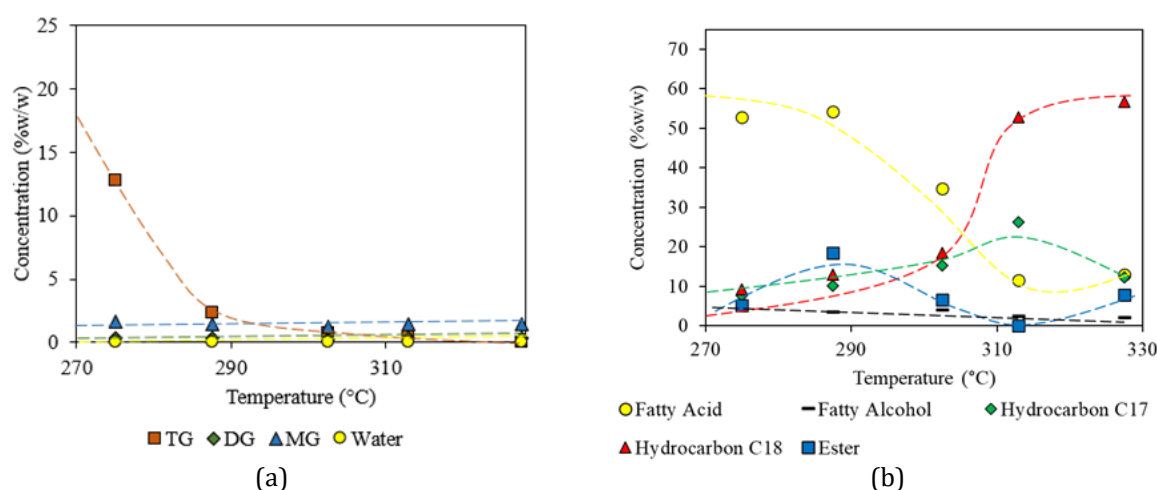 Concentration (%w/w)
25
20
15
10
5
0
270
290
310
Temperature (°C)
TG
DG
MG
Water
(a)
Concentration (%w/w)
70
60
50
40
30
20
10
0
270
290
310
330
Temperature (°C)
Fatty Acid
Fatty Alcohol
Hydrocarbon C17
Hydrocarbon C18
Ester
(b)